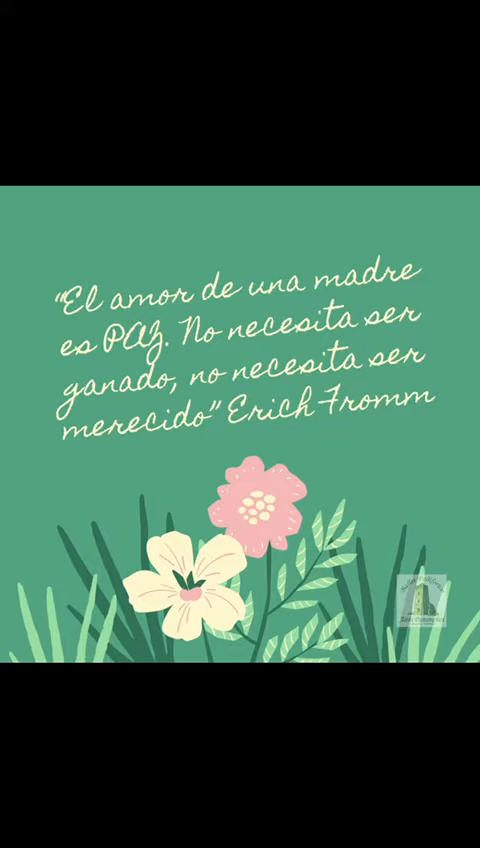 "El amor de una madre
es PAZ. No necesita ser
ganado, no necesita ser
merecido" Erich Fromm